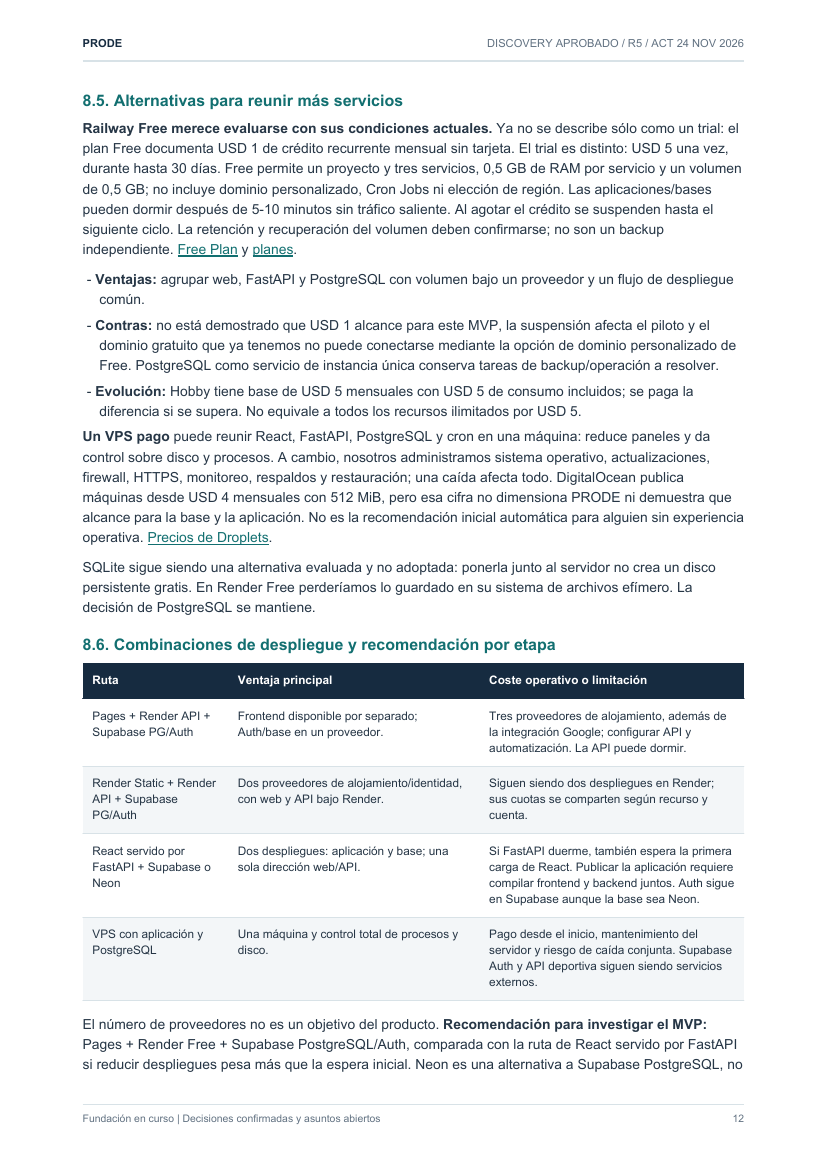 PRODE
DISCOVERY APROBADO / R5 / ACT 24 NOV 2026
8.5. Alternativas para reunir más servicios
Railway Free merece evaluarse con sus condiciones actuales. Ya no se describe sólo como un trial: el
plan Free documenta USD 1 de crédito recurrente mensual sin tarjeta. El trial es distinto: USD 5 una vez,
durante hasta 30 días. Free permite un proyecto y tres servicios, 0,5 GB de RAM por servicio y un volumen
de 0,5 GB; no incluye dominio personalizado, Cron Jobs ni elección de región. Las aplicaciones/bases
pueden dormir después de 5-10 minutos sin tráfico saliente. Al agotar el crédito se suspenden hasta el
siguiente ciclo. La retención y recuperación del volumen deben confirmarse; no son un backup
independiente. Free Plan y planes.
- Ventajas: agrupar web, FastAPI y PostgreSQL con volumen bajo un proveedor y un flujo de despliegue
común.
- Contras: no está demostrado que USD 1 alcance para este MVP, la suspensión afecta el piloto y el
dominio gratuito que ya tenemos no puede conectarse mediante la opción de dominio personalizado de
Free. PostgreSQL como servicio de instancia única conserva tareas de backup/operación a resolver.
- Evolución: Hobby tiene base de USD 5 mensuales con USD 5 de consumo incluidos; se paga la
diferencia si se supera. No equivale a todos los recursos ilimitados por USD 5.
Un VPS pago puede reunir React, FastAPI, PostgreSQL y cron en una máquina: reduce paneles y da
control sobre disco y procesos. A cambio, nosotros administramos sistema operativo, actualizaciones,
firewall, HTTPS, monitoreo, respaldos y restauración; una caída afecta todo. DigitalOcean publica
máquinas desde USD 4 mensuales con 512 MiB, pero esa cifra no dimensiona PRODE ni demuestra que
alcance para la base y la aplicación. No es la recomendación inicial automática para alguien sin experiencia
operativa. Precios de Droplets.
SQLite sigue siendo una alternativa evaluada y no adoptada: ponerla junto al servidor no crea un disco
persistente gratis. En Render Free perderíamos lo guardado en su sistema de archivos efímero. La
decisión de PostgreSQL se mantiene.
8.6. Combinaciones de despliegue y recomendación por etapa
Ruta
Ventaja principal
Coste operativo o limitación
Pages + Render API +
Supabase PG/Auth
Frontend disponible por separado;
Auth/base en un proveedor.
Tres proveedores de alojamiento, además de
la integración Google; configurar API y
automatización. La API puede dormir.
Render Static + Render
API + Supabase
PG/Auth
Dos proveedores de alojamiento/identidad,
con web y API bajo Render.
Siguen siendo dos despliegues en Render;
sus cuotas se comparten según recurso y
cuenta.
React servido por
FastAPI + Supabase o
Neon
Dos despliegues: aplicación y base; una
sola dirección web/API.
Si FastAPI duerme, también espera la primera
carga de React. Publicar la aplicación requiere
compilar frontend y backend juntos. Auth sigue
en Supabase aunque la base sea Neon.
VPS con aplicación y
PostgreSQL
Una máquina y control total de procesos y
disco.
Pago desde el inicio, mantenimiento del
servidor y riesgo de caída conjunta. Supabase
Auth y API deportiva siguen siendo servicios
externos.
El número de proveedores no es un objetivo del producto. Recomendación para investigar el MVP:
Pages + Render Free + Supabase PostgreSQL/Auth, comparada con la ruta de React servido por FastAPI
si reducir despliegues pesa más que la espera inicial. Neon es una alternativa a Supabase PostgreSQL, no
Fundación en curso | Decisiones confirmadas y asuntos abiertos
12